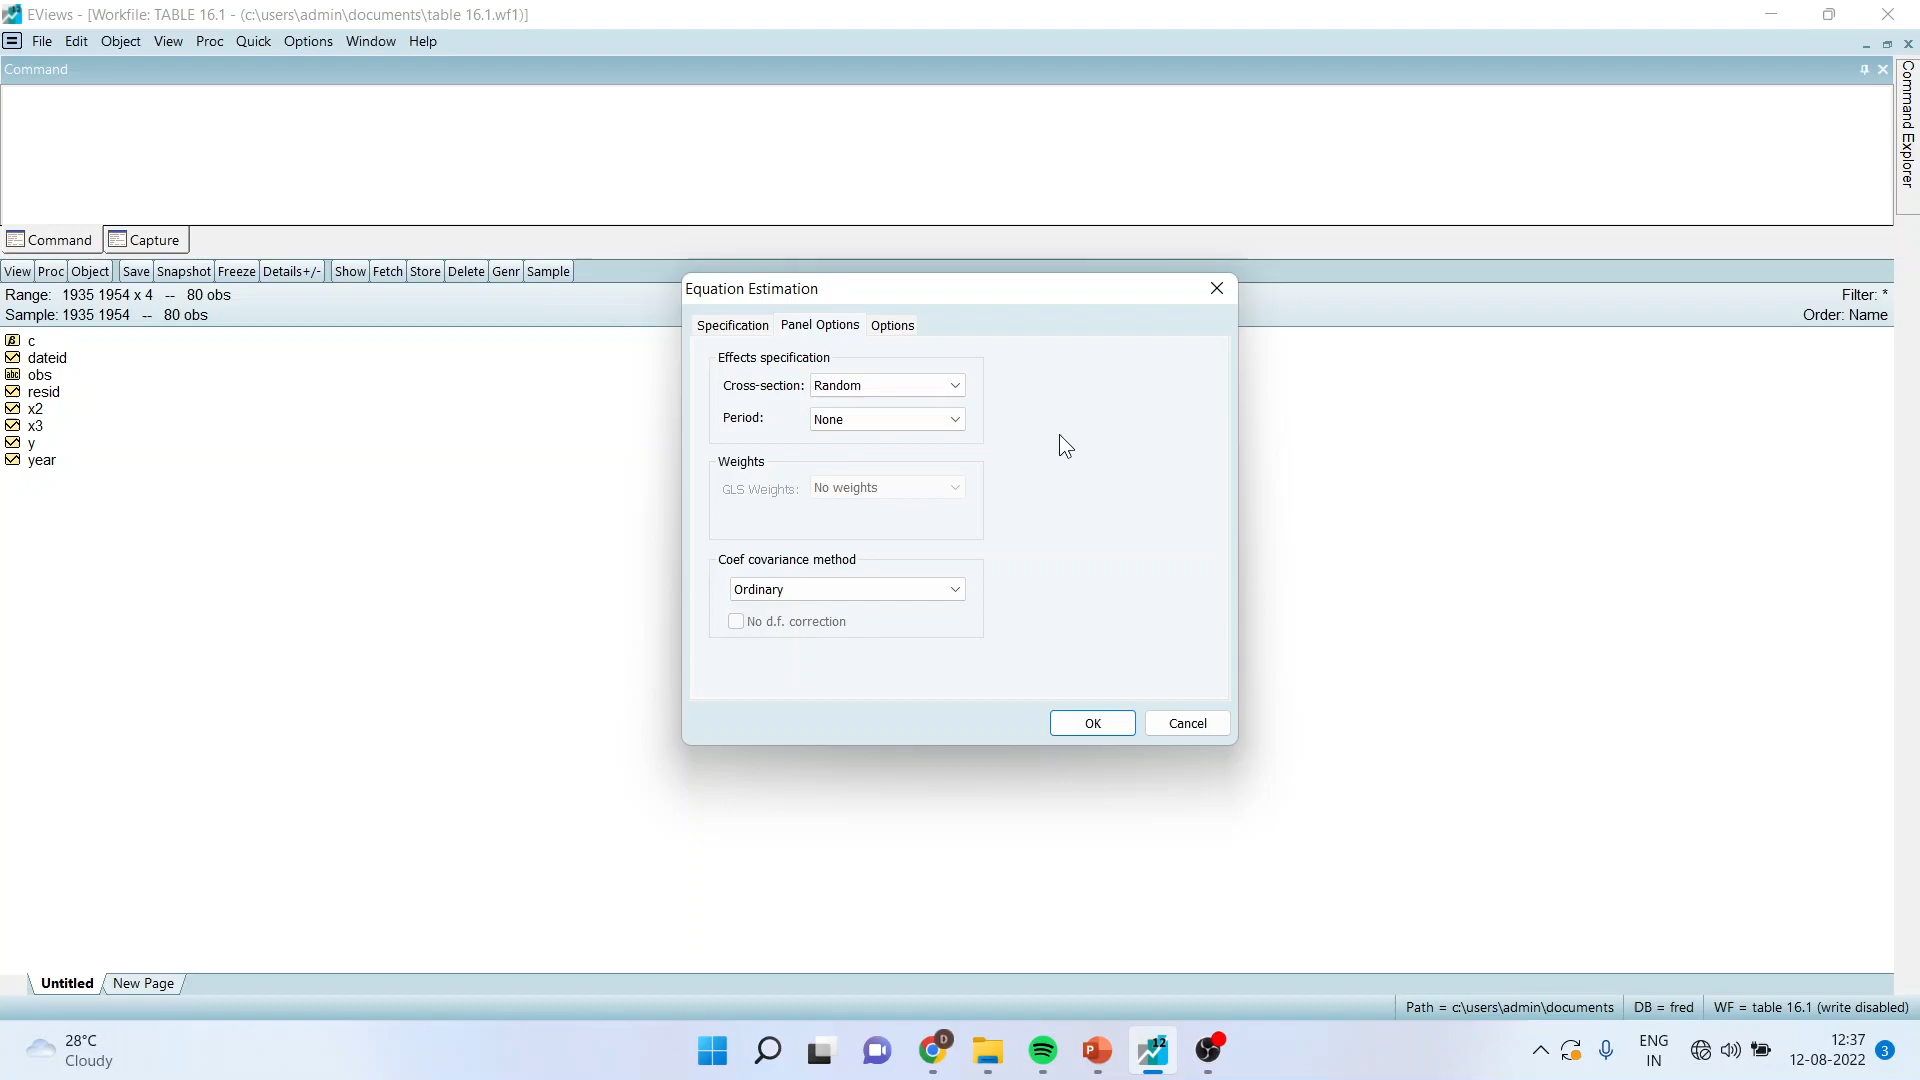 EViews - [Workfile: TABLE 16.1 - (c:\users\admin\documents\table 16.1.wf1)]
File Edit Object View Proc Quick Options Window Help
Command
Command Explorer
Command Capture
View Proc Object Save Snapshot Freeze Details+/- Show Fetch Store Delete Genr Sample
Range: 1935 1954 x 4 -- 80 obs
Filter: *
Sample: 1935 1954 -- 80 obs
Order: Name
β c
dateid
abc obs
resid
x2
x3
y
year
Equation Estimation
Specification Panel Options Options
Effects specification
Cross-section: Random
Period: None
Weights
GLS Weights: No weights
Coef covariance method
Ordinary
No d.f. correction
OK Cancel
Untitled New Page
Path = c:\users\admin\documents DB = fred WF = table 16.1 (write disabled)
28°C
Cloudy
D
P
12
ENG
IN
12:37
12-08-2022
3